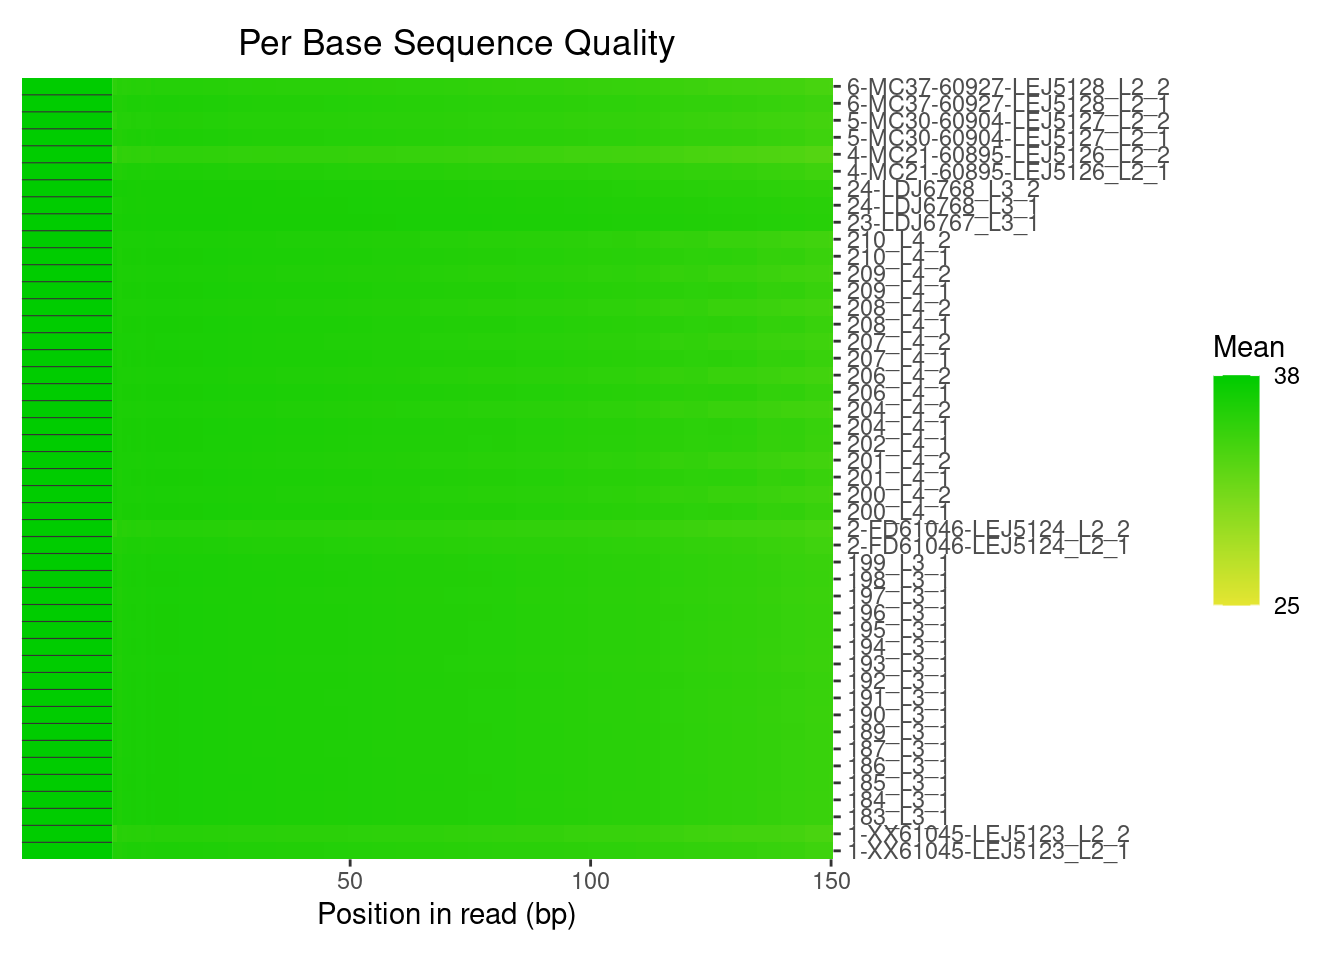 Per Base Sequence Quality
6-MC37-60927-LEJ5128_L2_2
6-MC37-60927-LEJ5128_L2_1
5-MC30-60904-LEJ5127_L2_2
5-MC30-60904-LEJ5127_L2_1
4-MC21-60895-LEJ5126_L2_2
4-MC21-60895-LEJ5126_L2_1
24-LDJ6768_L3_2
24-LDJ6768_L3_1
23-LDJ6767_L3_1
210_L4_2
210_L4_1
209_L4_2
209_L4_1
208_L4_2
208_L4_1
207_L4_2
207_L4_1
206_L4_2
206_L4_1
204_L4_2
204_L4_1
202_L4_1
201_L4_2
201_L4_1
200_L4_2
200_L4_1
2-FD61046-LEJ5124_L2_2
2-FD61046-LEJ5124_L2_1
199_L3_1
198_L3_1
197_L3_1
196_L3_1
195_L3_1
194_L3_1
193_L3_1
192_L3_1
191_L3_1
190_L3_1
189_L3_1
187_L3_1
186_L3_1
185_L3_1
184_L3_1
183_L3_1
1-XX61045-LEJ5123_L2_2
1-XX61045-LEJ5123_L2_1
50 100 150
Position in read (bp)
Mean
38
25